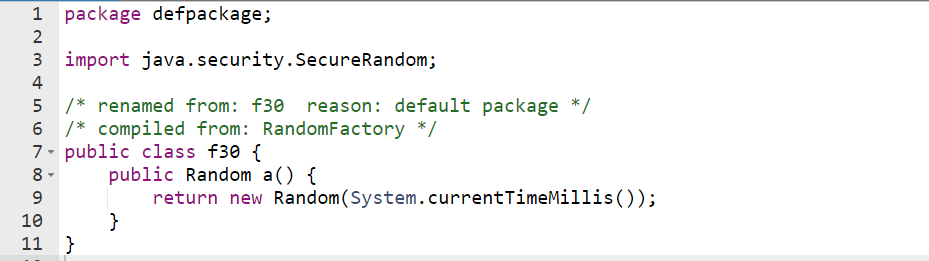 1 package defpackage;
2
3 import java.security.SecureRandom;
4
5 /* renamed from: f30  reason: default package */
6 /* compiled from: RandomFactory */
7 public class f30 {
8     public Random a() {
9         return new Random(System.currentTimeMillis());
10     }
11 }